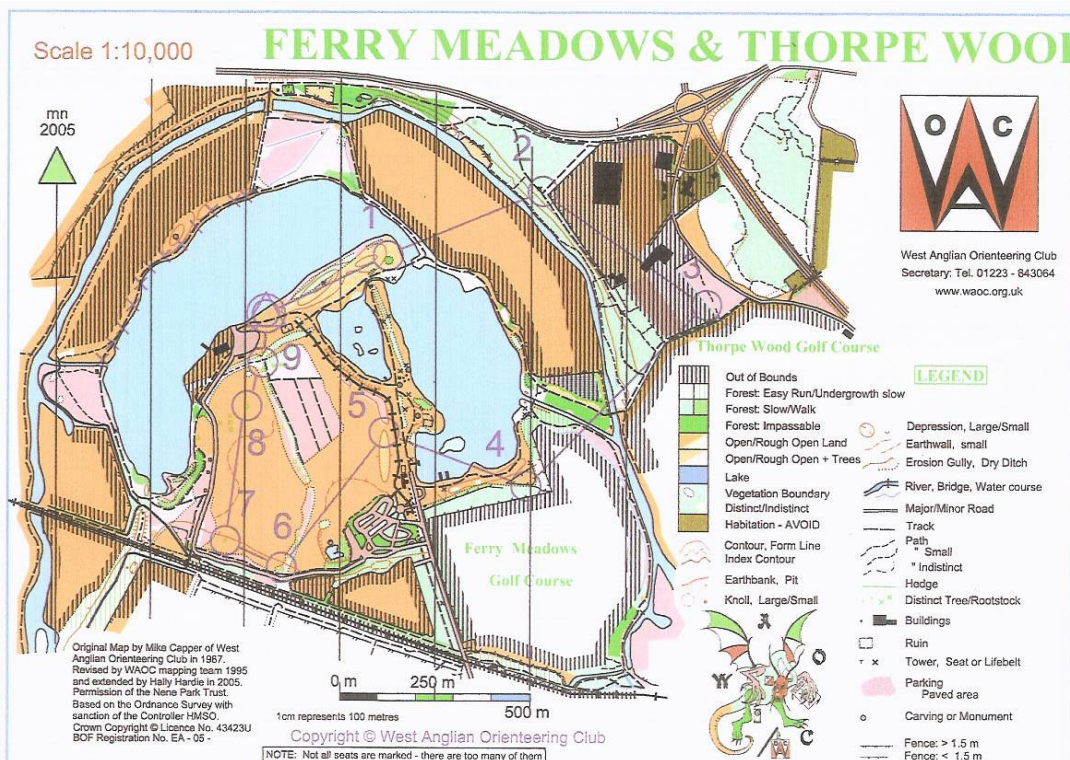 Scale 1:10,000
FERRY MEADOWS & THORPE WOOD
mn
2005
O C
W A
West Anglian Orienteering Club
Secretary: Tel. 01223 - 843064
www.waoc.org.uk
1
2
3
4
5
6
7
8
9
Thorpe Wood Golf Course
Ferry Meadows
Golf Course
LEGEND
Out of Bounds
Forest: Easy Run/Undergrowth slow
Forest: Slow/Walk
Forest: Impassable
Open/Rough Open Land
Open/Rough Open + Trees
Lake
Vegetation Boundary
Distinct/Indistinct
Habitation - AVOID
Contour, Form Line
Index Contour
Earthbank, Pit
Knoll, Large/Small
Depression, Large/Small
Earthwall, small
Erosion Gully, Dry Ditch
River, Bridge, Water course
Major/Minor Road
Track
Path
" Small
" Indistinct
Hedge
Distinct Tree/Rootstock
Buildings
Ruin
Tower, Seat or Lifebelt
Parking
Paved area
Carving or Monument
Fence: > 1.5 m
Fence: < 1.5 m
A
O
W
C
Original Map by Mike Capper of West
Anglian Orienteering Club in 1987.
Revised by WAOC mapping team 1995
and extended by Hally Hardie in 2005.
Permission of the Nene Park Trust.
Based on the Ordnance Survey with
sanction of the Controller HMSO.
Crown Copyright © Licence No. 43423U
BOF Registration No. EA - 05 -
0 m 250 m
500 m
1cm represents 100 metres
Copyright © West Anglian Orienteering Club
NOTE: Not all seats are marked - there are too many of them